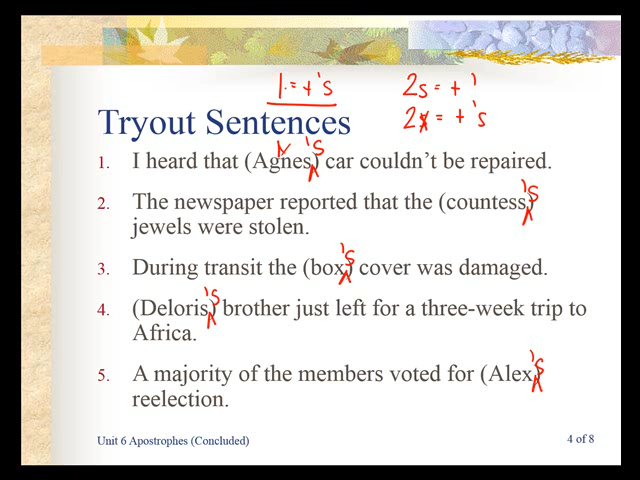 1 = + 's 2s = + '
Tryout Sentences 2s = + 's
's
1. I heard that (Agnes) car couldn't be repaired.
's
2. The newspaper reported that the (countess)
jewels were stolen.
's
3. During transit the (box) cover was damaged.
's
4. (Deloris) brother just left for a three-week trip to
Africa.
's
5. A majority of the members voted for (Alex)
reelection.
Unit 6 Apostrophes (Concluded) 4 of 8